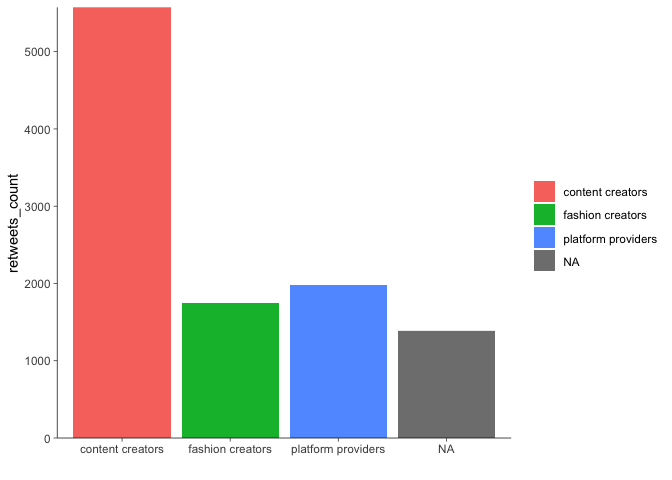 retweets_count
5000
4000
3000
2000
1000
0
content creators
fashion creators
platform providers
NA
content creators
fashion creators
platform providers
NA